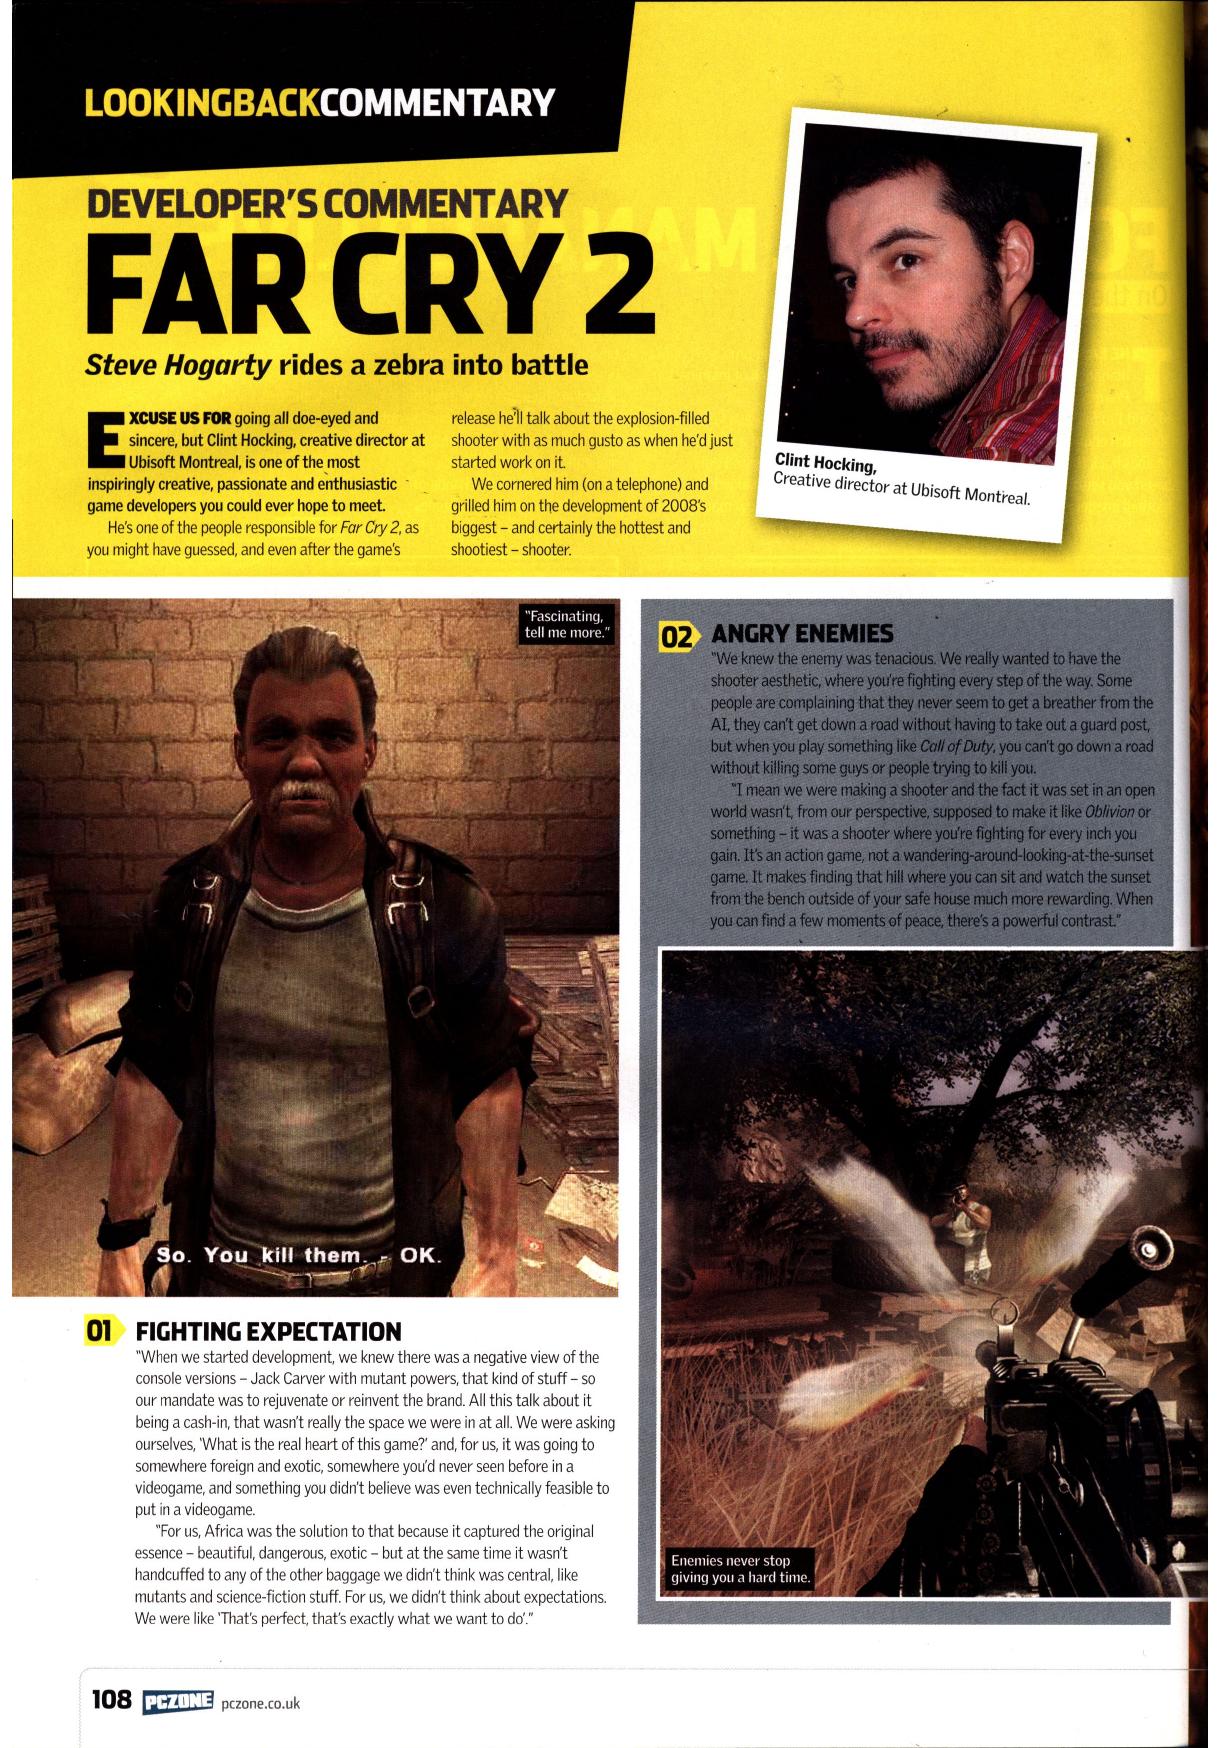 LOOKINGBACKCOMMENTARY
DEVELOPER'S COMMENTARY
FAR CRY 2
Steve Hogarty rides a zebra into battle
EXCUSE US FOR going all doe-eyed and
sincere, but Clint Hocking, creative director at
Ubisoft Montreal, is one of the most
inspiringly creative, passionate and enthusiastic
game developers you could ever hope to meet.
He's one of the people responsible for Far Cry 2, as
you might have guessed, and even after the game's
release he'll talk about the explosion-filled
shooter with as much gusto as when he'd just
started work on it.
We cornered him (on a telephone) and
grilled him on the development of 2008's
biggest – and certainly the hottest and
shootiest – shooter.
Clint Hocking,
Creative director at Ubisoft Montreal.
"Fascinating,
tell me more."
So. You kill them. - OK.
01 FIGHTING EXPECTATION
"When we started development, we knew there was a negative view of the
console versions – Jack Carver with mutant powers, that kind of stuff – so
our mandate was to rejuvenate or reinvent the brand. All this talk about it
being a cash-in, that wasn't really the space we were in at all. We were asking
ourselves, 'What is the real heart of this game?' and, for us, it was going to
somewhere foreign and exotic, somewhere you'd never seen before in a
videogame, and something you didn't believe was even technically feasible to
put in a videogame.
"For us, Africa was the solution to that because it captured the original
essence – beautiful, dangerous, exotic – but at the same time it wasn't
handcuffed to any of the other baggage we didn't think was central, like
mutants and science-fiction stuff. For us, we didn't think about expectations.
We were like 'That's perfect, that's exactly what we want to do'."
02 ANGRY ENEMIES
"We knew the enemy was tenacious. We really wanted to have the
shooter aesthetic, where you're fighting every step of the way. Some
people are complaining that they never seem to get a breather from the
AI, they can't get down a road without having to take out a guard post,
but when you play something like Call of Duty, you can't go down a road
without killing some guys or people trying to kill you.
"I mean we were making a shooter and the fact it was set in an open
world wasn't, from our perspective, supposed to make it like Oblivion or
something – it was a shooter where you're fighting for every inch you
gain. It's an action game, not a wandering-around-looking-at-the-sunset
game. It makes finding that hill where you can sit and watch the sunset
from the bench outside of your safe house much more rewarding. When
you can find a few moments of peace, there's a powerful contrast."
Enemies never stop
giving you a hard time.
108 PCZONE pczone.co.uk